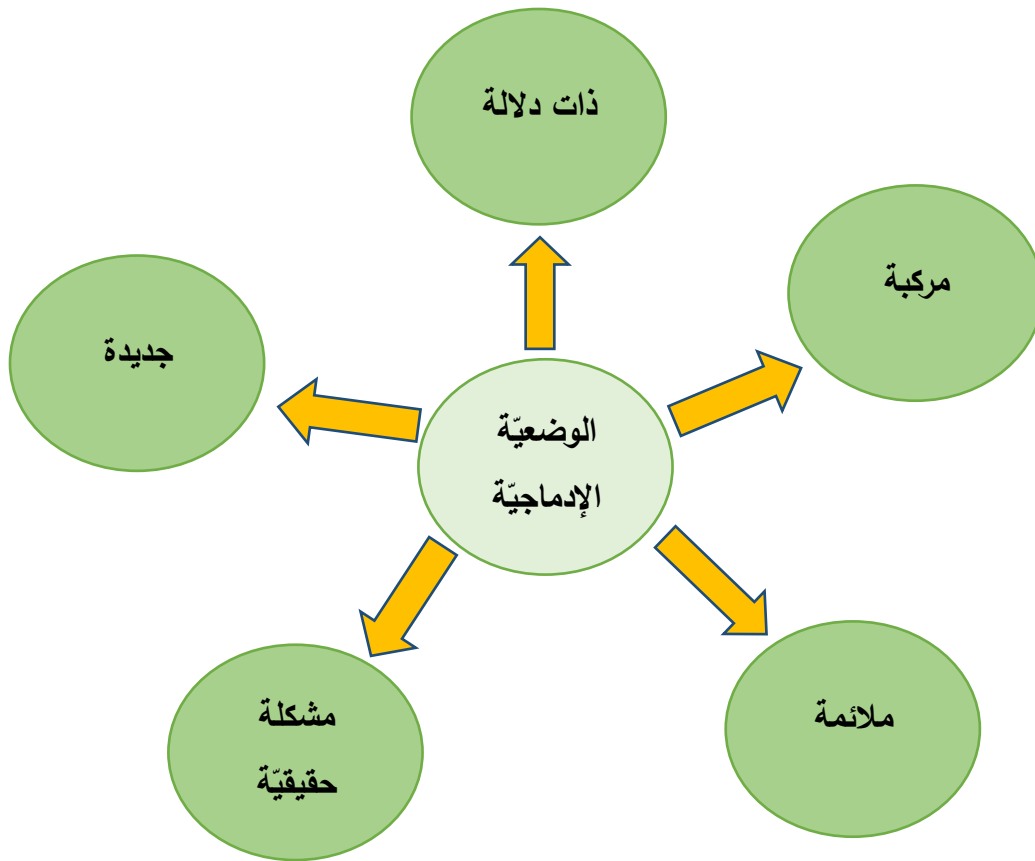 ذات دلالة
مركبة
جديدة
الوضعيّة
الإدماجيّة
مشكلة
حقيقيّة
ملائمة